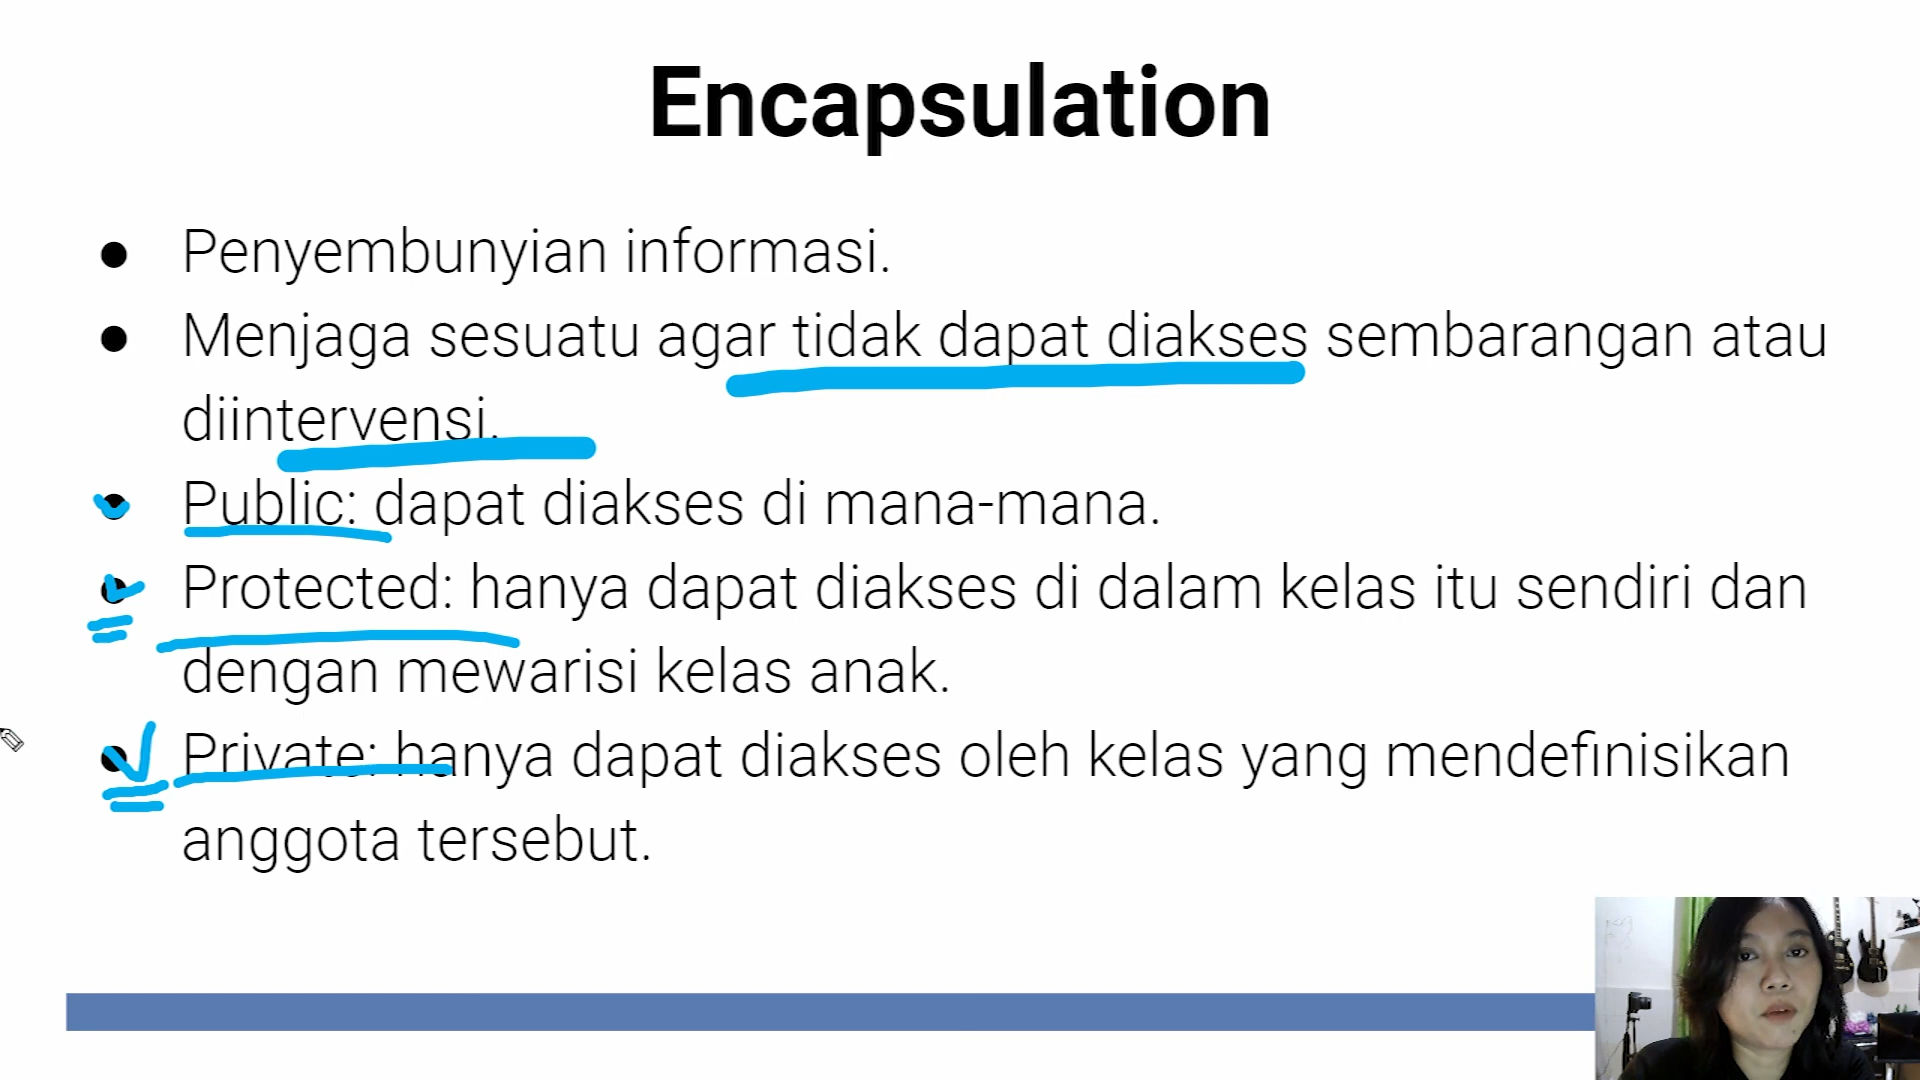 Encapsulation
● Penyembunyian informasi.
● Menjaga sesuatu agar tidak dapat diakses sembarangan atau
diintervensi.
● Public: dapat diakses di mana-mana.
● Protected: hanya dapat diakses di dalam kelas itu sendiri dan
dengan mewarisi kelas anak.
● Private: hanya dapat diakses oleh kelas yang mendefinisikan
anggota tersebut.